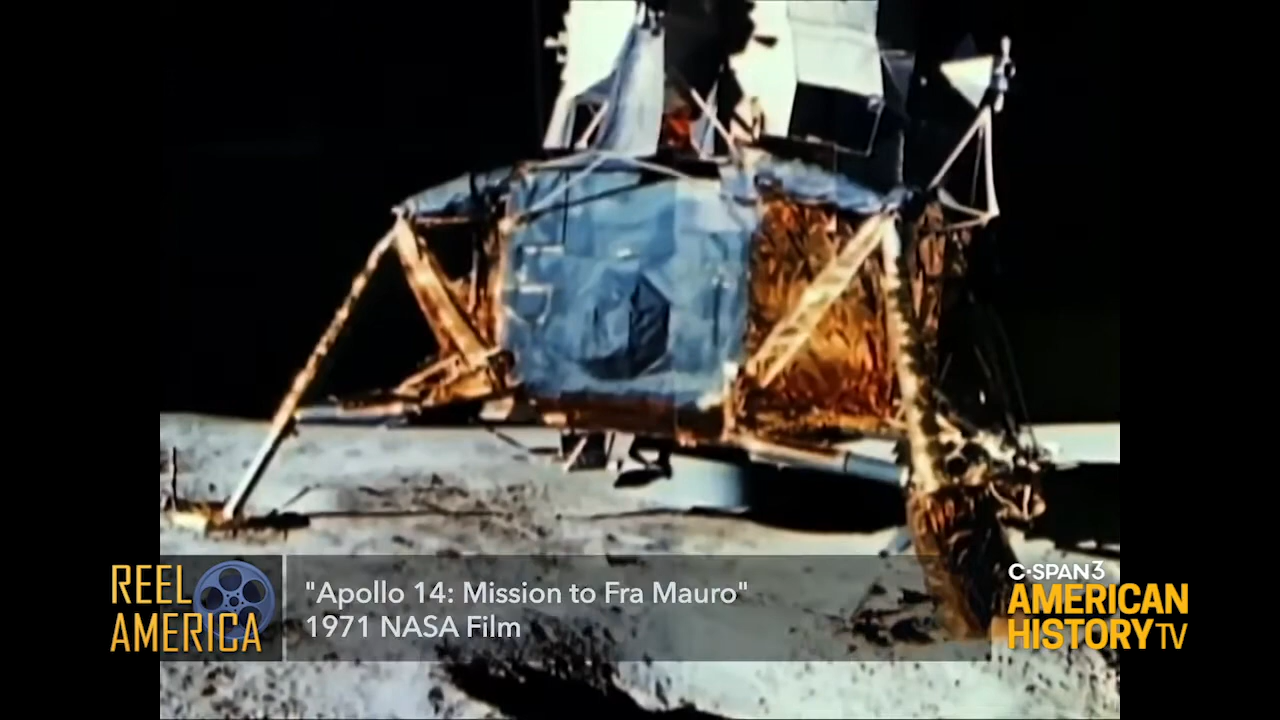 REEL
AMERICA
"Apollo 14: Mission to Fra Mauro"
1971 NASA Film
C-SPAN3
AMERICAN
HISTORY TV